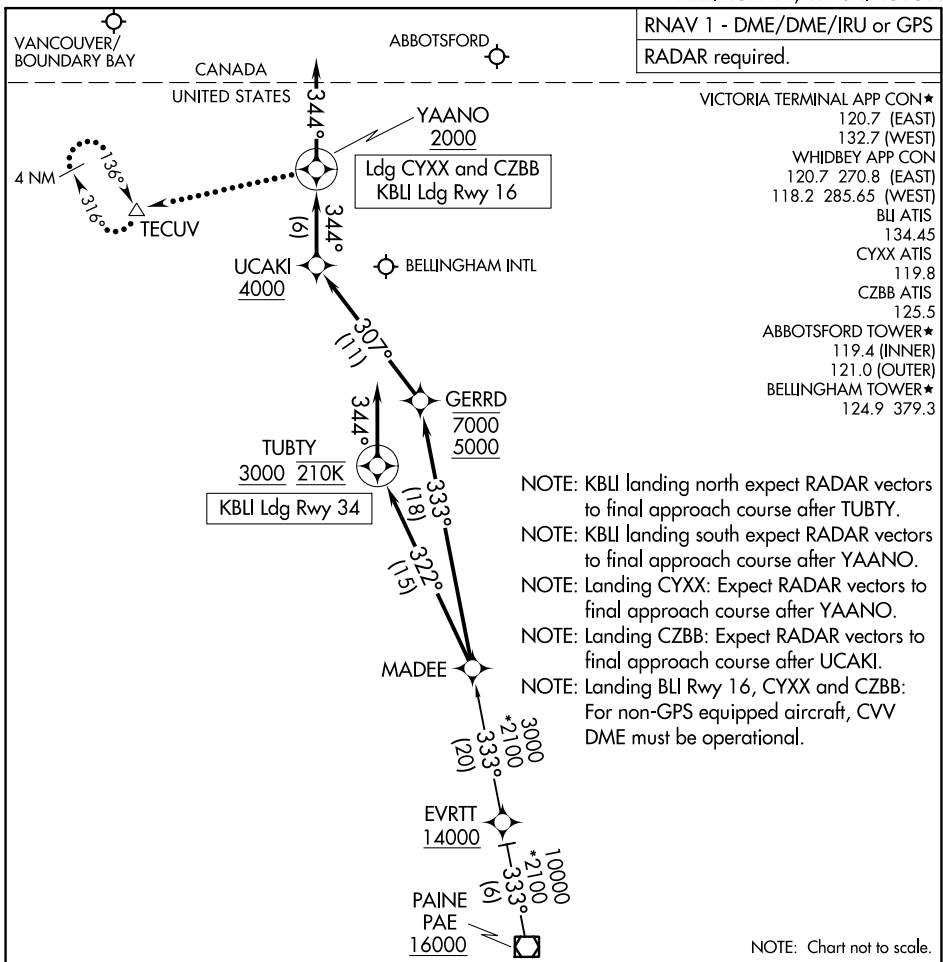 RNAV 1 - DME/DME/IRU or GPS
RADAR required.
VANCOUVER/
BOUNDARY BAY
ABBOTSFORD
CANADA
UNITED STATES
344°
YAANO
2000
Ldg CYXX and CZBB
KBLI Ldg Rwy 16
4 NM
136°
316°
TECUV
344°
(6)
UCAKI
4000
BELLINGHAM INTL
307°
(11)
GERRD
7000
5000
344°
TUBTY
3000 210K
KBLI Ldg Rwy 34
333°
(18)
322°
(15)
MADEE
3000
*2100
333°
(20)
EVRTT
14000
10000
*2100
333°
(6)
PAINE
PAE
16000
VICTORIA TERMINAL APP CON★
120.7 (EAST)
132.7 (WEST)
WHIDBEY APP CON
120.7 270.8 (EAST)
118.2 285.65 (WEST)
BLI ATIS
134.45
CYXX ATIS
119.8
CZBB ATIS
125.5
ABBOTSFORD TOWER★
119.4 (INNER)
121.0 (OUTER)
BELLINGHAM TOWER★
124.9 379.3
NOTE: KBLI landing north expect RADAR vectors
to final approach course after TUBTY.
NOTE: KBLI landing south expect RADAR vectors
to final approach course after YAANO.
NOTE: Landing CYXX: Expect RADAR vectors to
final approach course after YAANO.
NOTE: Landing CZBB: Expect RADAR vectors to
final approach course after UCAKI.
NOTE: Landing BLI Rwy 16, CYXX and CZBB:
For non-GPS equipped aircraft, CVV
DME must be operational.
NOTE: Chart not to scale.